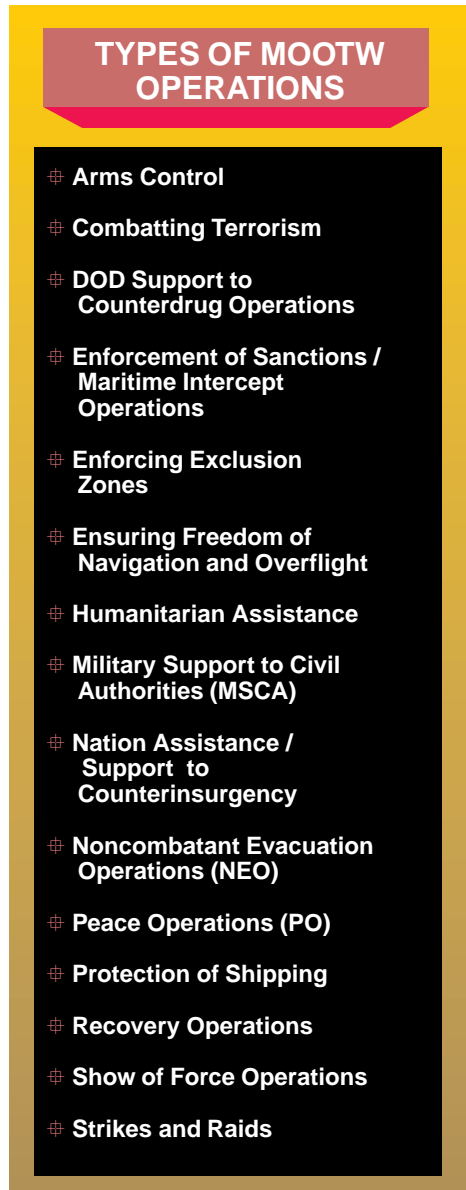 TYPES OF MOOTW
OPERATIONS
Arms Control
Combatting Terrorism
DOD Support to
Counterdrug Operations
Enforcement of Sanctions /
Maritime Intercept
Operations
Enforcing Exclusion
Zones
Ensuring Freedom of
Navigation and Overflight
Humanitarian Assistance
Military Support to Civil
Authorities (MSCA)
Nation Assistance /
Support to
Counterinsurgency
Noncombatant Evacuation
Operations (NEO)
Peace Operations (PO)
Protection of Shipping
Recovery Operations
Show of Force Operations
Strikes and Raids